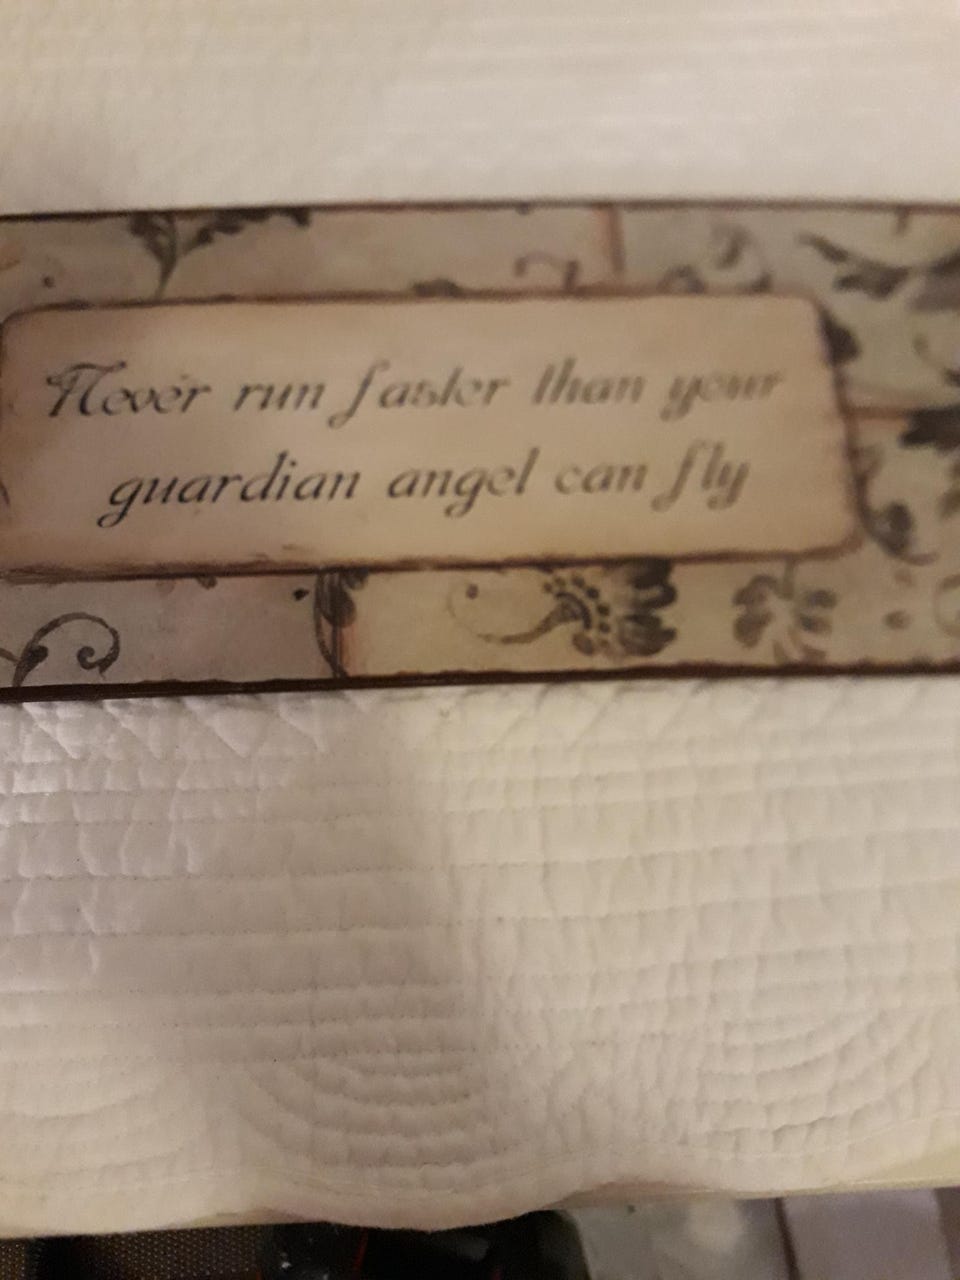 Never run faster than your
guardian angel can fly